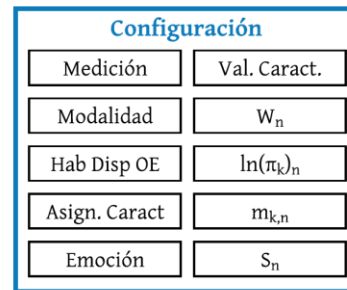 Configuración
Medición Val. Caract.
Modalidad Wₙ
Hab Disp OE ln(πₖ)ₙ
Asign. Caract mₖ,ₙ
Emoción Sₙ